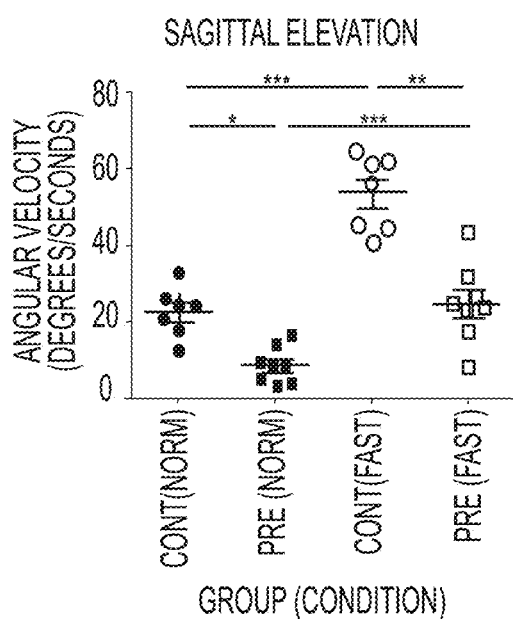 SAGITTAL ELEVATION
*** **
* ***
80
60
40
20
0
ANGULAR VELOCITY
(DEGREES/SECONDS)
CONT(NORM)
PRE (NORM)
CONT(FAST)
PRE (FAST)
GROUP (CONDITION)